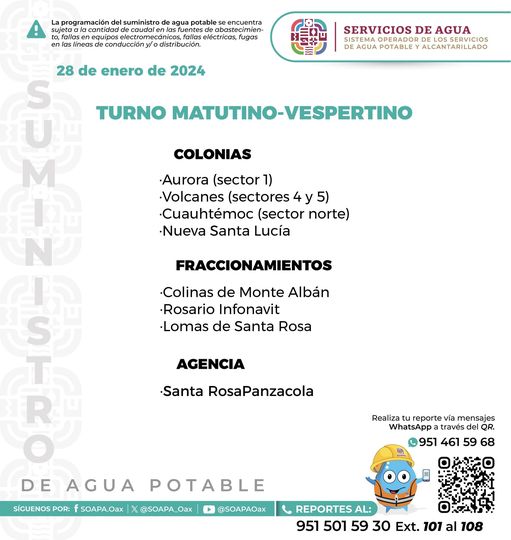 La programación del suministro de agua potable se encuentra
sujeta a la cantidad de caudal en las fuentes de abastecimien-
to, fallas en equipos electromecánicos, fallas eléctricas, fugas
en las líneas de conducción y/ o distribución.
SERVICIOS DE AGUA
SISTEMA OPERADOR DE LOS SERVICIOS
DE AGUA POTABLE Y ALCANTARILLADO
28 de enero de 2024
TURNO MATUTINO-VESPERTINO
COLONIAS
·Aurora (sector 1)
·Volcanes (sectores 4 y 5)
·Cuauhtémoc (sector norte)
·Nueva Santa Lucía
FRACCIONAMIENTOS
·Colinas de Monte Albán
·Rosario Infonavit
·Lomas de Santa Rosa
AGENCIA
·Santa RosaPanzacola
SUMINISTRO
DE AGUA POTABLE
Realiza tu reporte vía mensajes
WhatsApp a través del QR.
951 461 59 68
SÍGUENOS POR: SOAPA.Oax | @SOAPA_Oax | @SOAPAOax
REPORTES AL:
951 501 59 30 Ext. 101 al 108